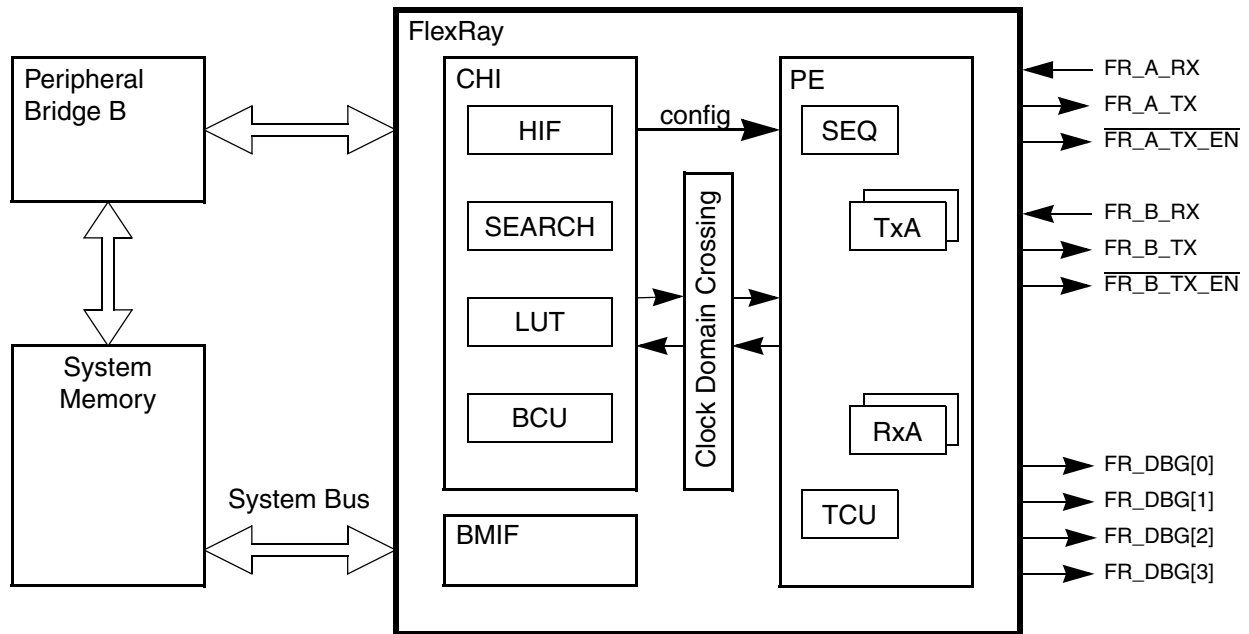 FlexRay
Peripheral
Bridge B
CHI
HIF
SEARCH
LUT
BCU
config
Clock Domain Crossing
PE
SEQ
TxA
RxA
TCU
System
Memory
System Bus
BMIF
FR_A_RX
FR_A_TX
FR_A_TX_EN
FR_B_RX
FR_B_TX
FR_B_TX_EN
FR_DBG[0]
FR_DBG[1]
FR_DBG[2]
FR_DBG[3]